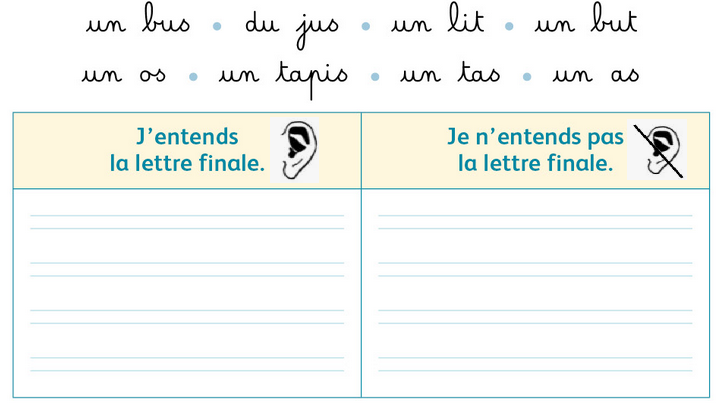 un bus • du jus • un lit • un but
un os • un tapis • un tas • un as
J'entends
la lettre finale.
Je n'entends pas
la lettre finale.